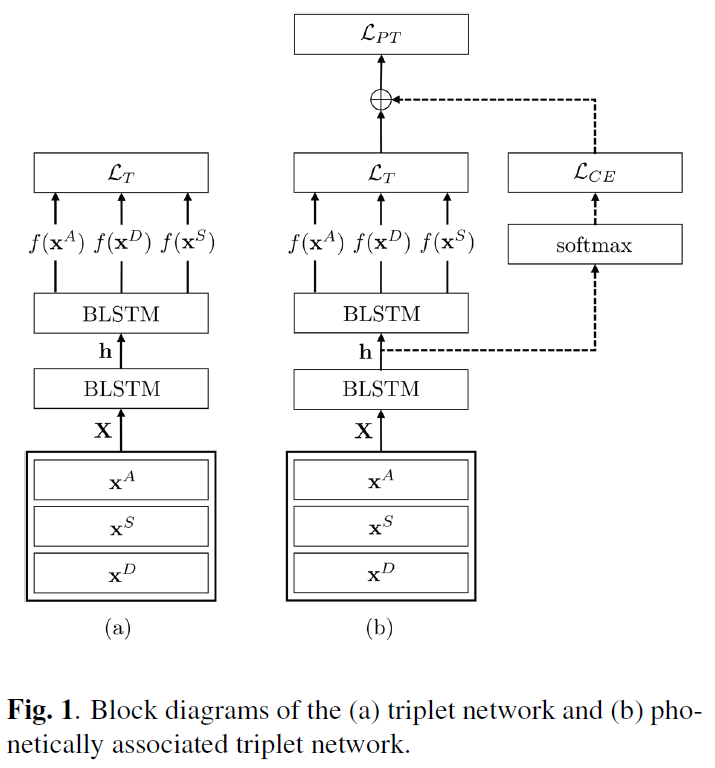 ℒ_PT
ℒ_T
ℒ_T
ℒ_CE
f(x^A) f(x^D) f(x^S)
f(x^A) f(x^D) f(x^S)
softmax
BLSTM
BLSTM
h
h
BLSTM
BLSTM
X
X
x^A
x^A
x^S
x^S
x^D
x^D
(a)
(b)
Fig. 1. Block diagrams of the (a) triplet network and (b) pho-
netically associated triplet network.